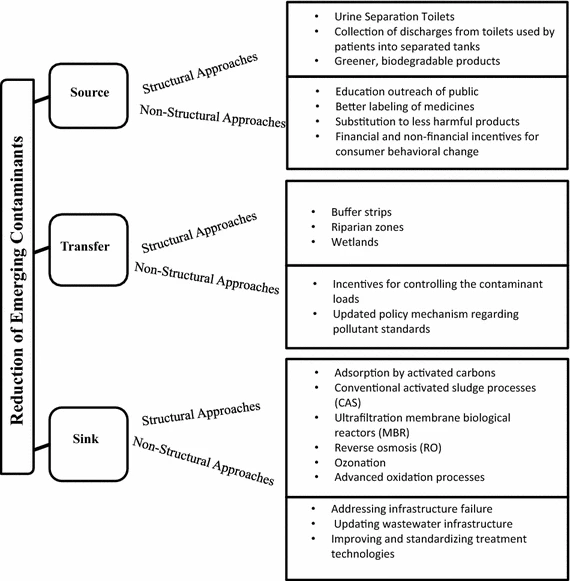 Reduction of Emerging Contaminants
Source
Structural Approaches
• Urine Separation Toilets
• Collection of discharges from toilets used by
patients into separated tanks
• Greener, biodegradable products
Non-Structural Approaches
• Education outreach of public
• Better labeling of medicines
• Substitution to less harmful products
• Financial and non-financial incentives for
consumer behavioral change
Transfer
Structural Approaches
• Buffer strips
• Riparian zones
• Wetlands
Non-Structural Approaches
• Incentives for controlling the contaminant
loads
• Updated policy mechanism regarding
pollutant standards
Sink
Structural Approaches
• Adsorption by activated carbons
• Conventional activated sludge processes
(CAS)
• Ultrafiltration membrane biological
reactors (MBR)
• Reverse osmosis (RO)
• Ozonation
• Advanced oxidation processes
Non-Structural Approaches
• Addressing infrastructure failure
• Updating wastewater infrastructure
• Improving and standardizing treatment
technologies